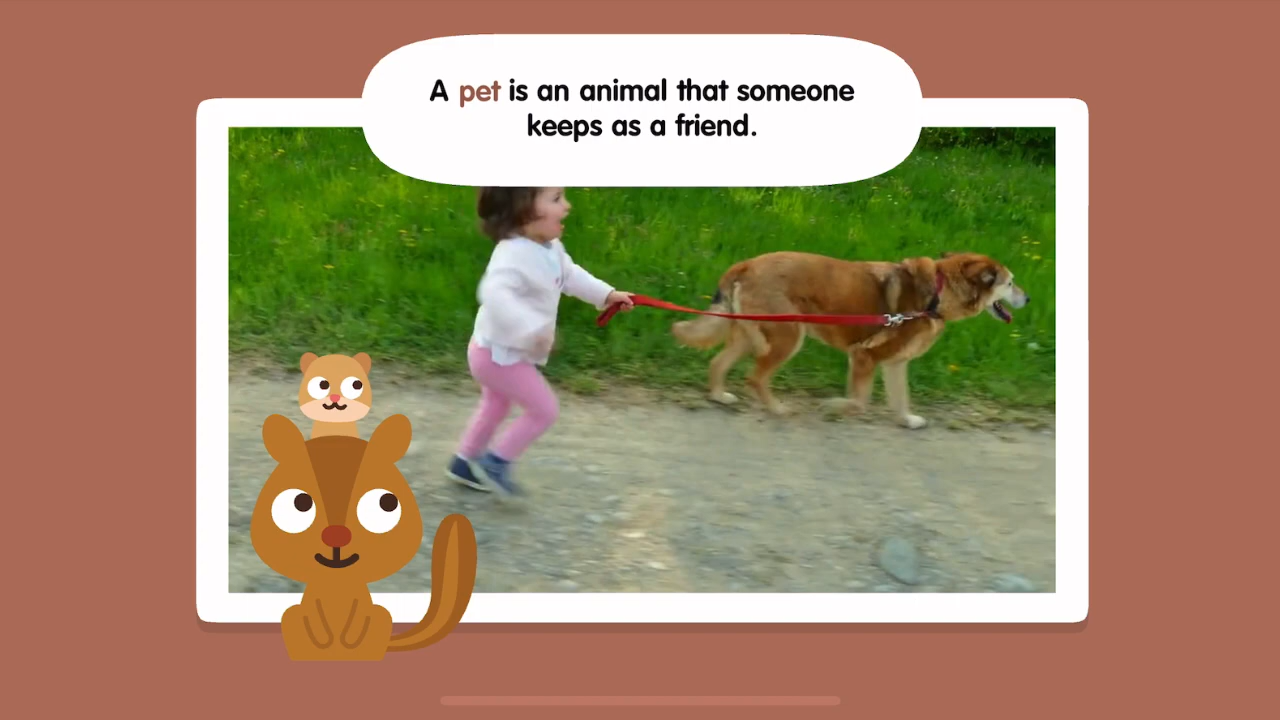 A pet is an animal that someone
keeps as a friend.